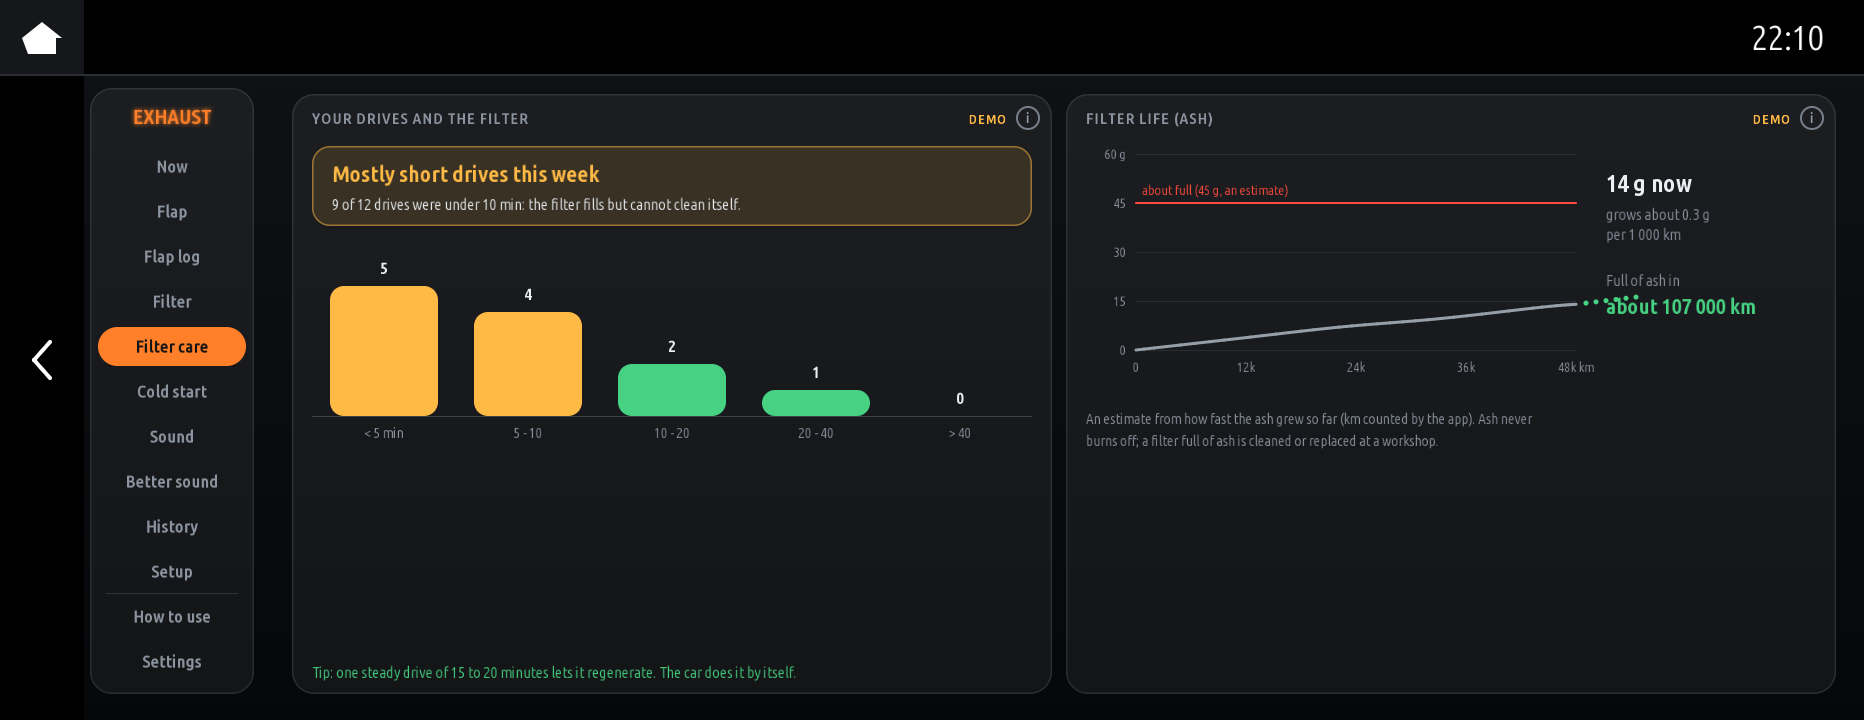 22:10
EXHAUST
Now
Flap
Flap log
Filter
Filter care
Cold start
Sound
Better sound
History
Setup
How to use
Settings
YOUR DRIVES AND THE FILTER
DEMO
i
Mostly short drives this week
9 of 12 drives were under 10 min: the filter fills but cannot clean itself.
5
4
2
1
0
< 5 min
5 - 10
10 - 20
20 - 40
> 40
Tip: one steady drive of 15 to 20 minutes lets it regenerate. The car does it by itself.
FILTER LIFE (ASH)
DEMO
i
60 g
about full (45 g, an estimate)
45
30
15
0
0
12k
24k
36k
48k km
14 g now
grows about 0.3 g
per 1 000 km
Full of ash in
about 107 000 km
An estimate from how fast the ash grew so far (km counted by the app). Ash never
burns off; a filter full of ash is cleaned or replaced at a workshop.